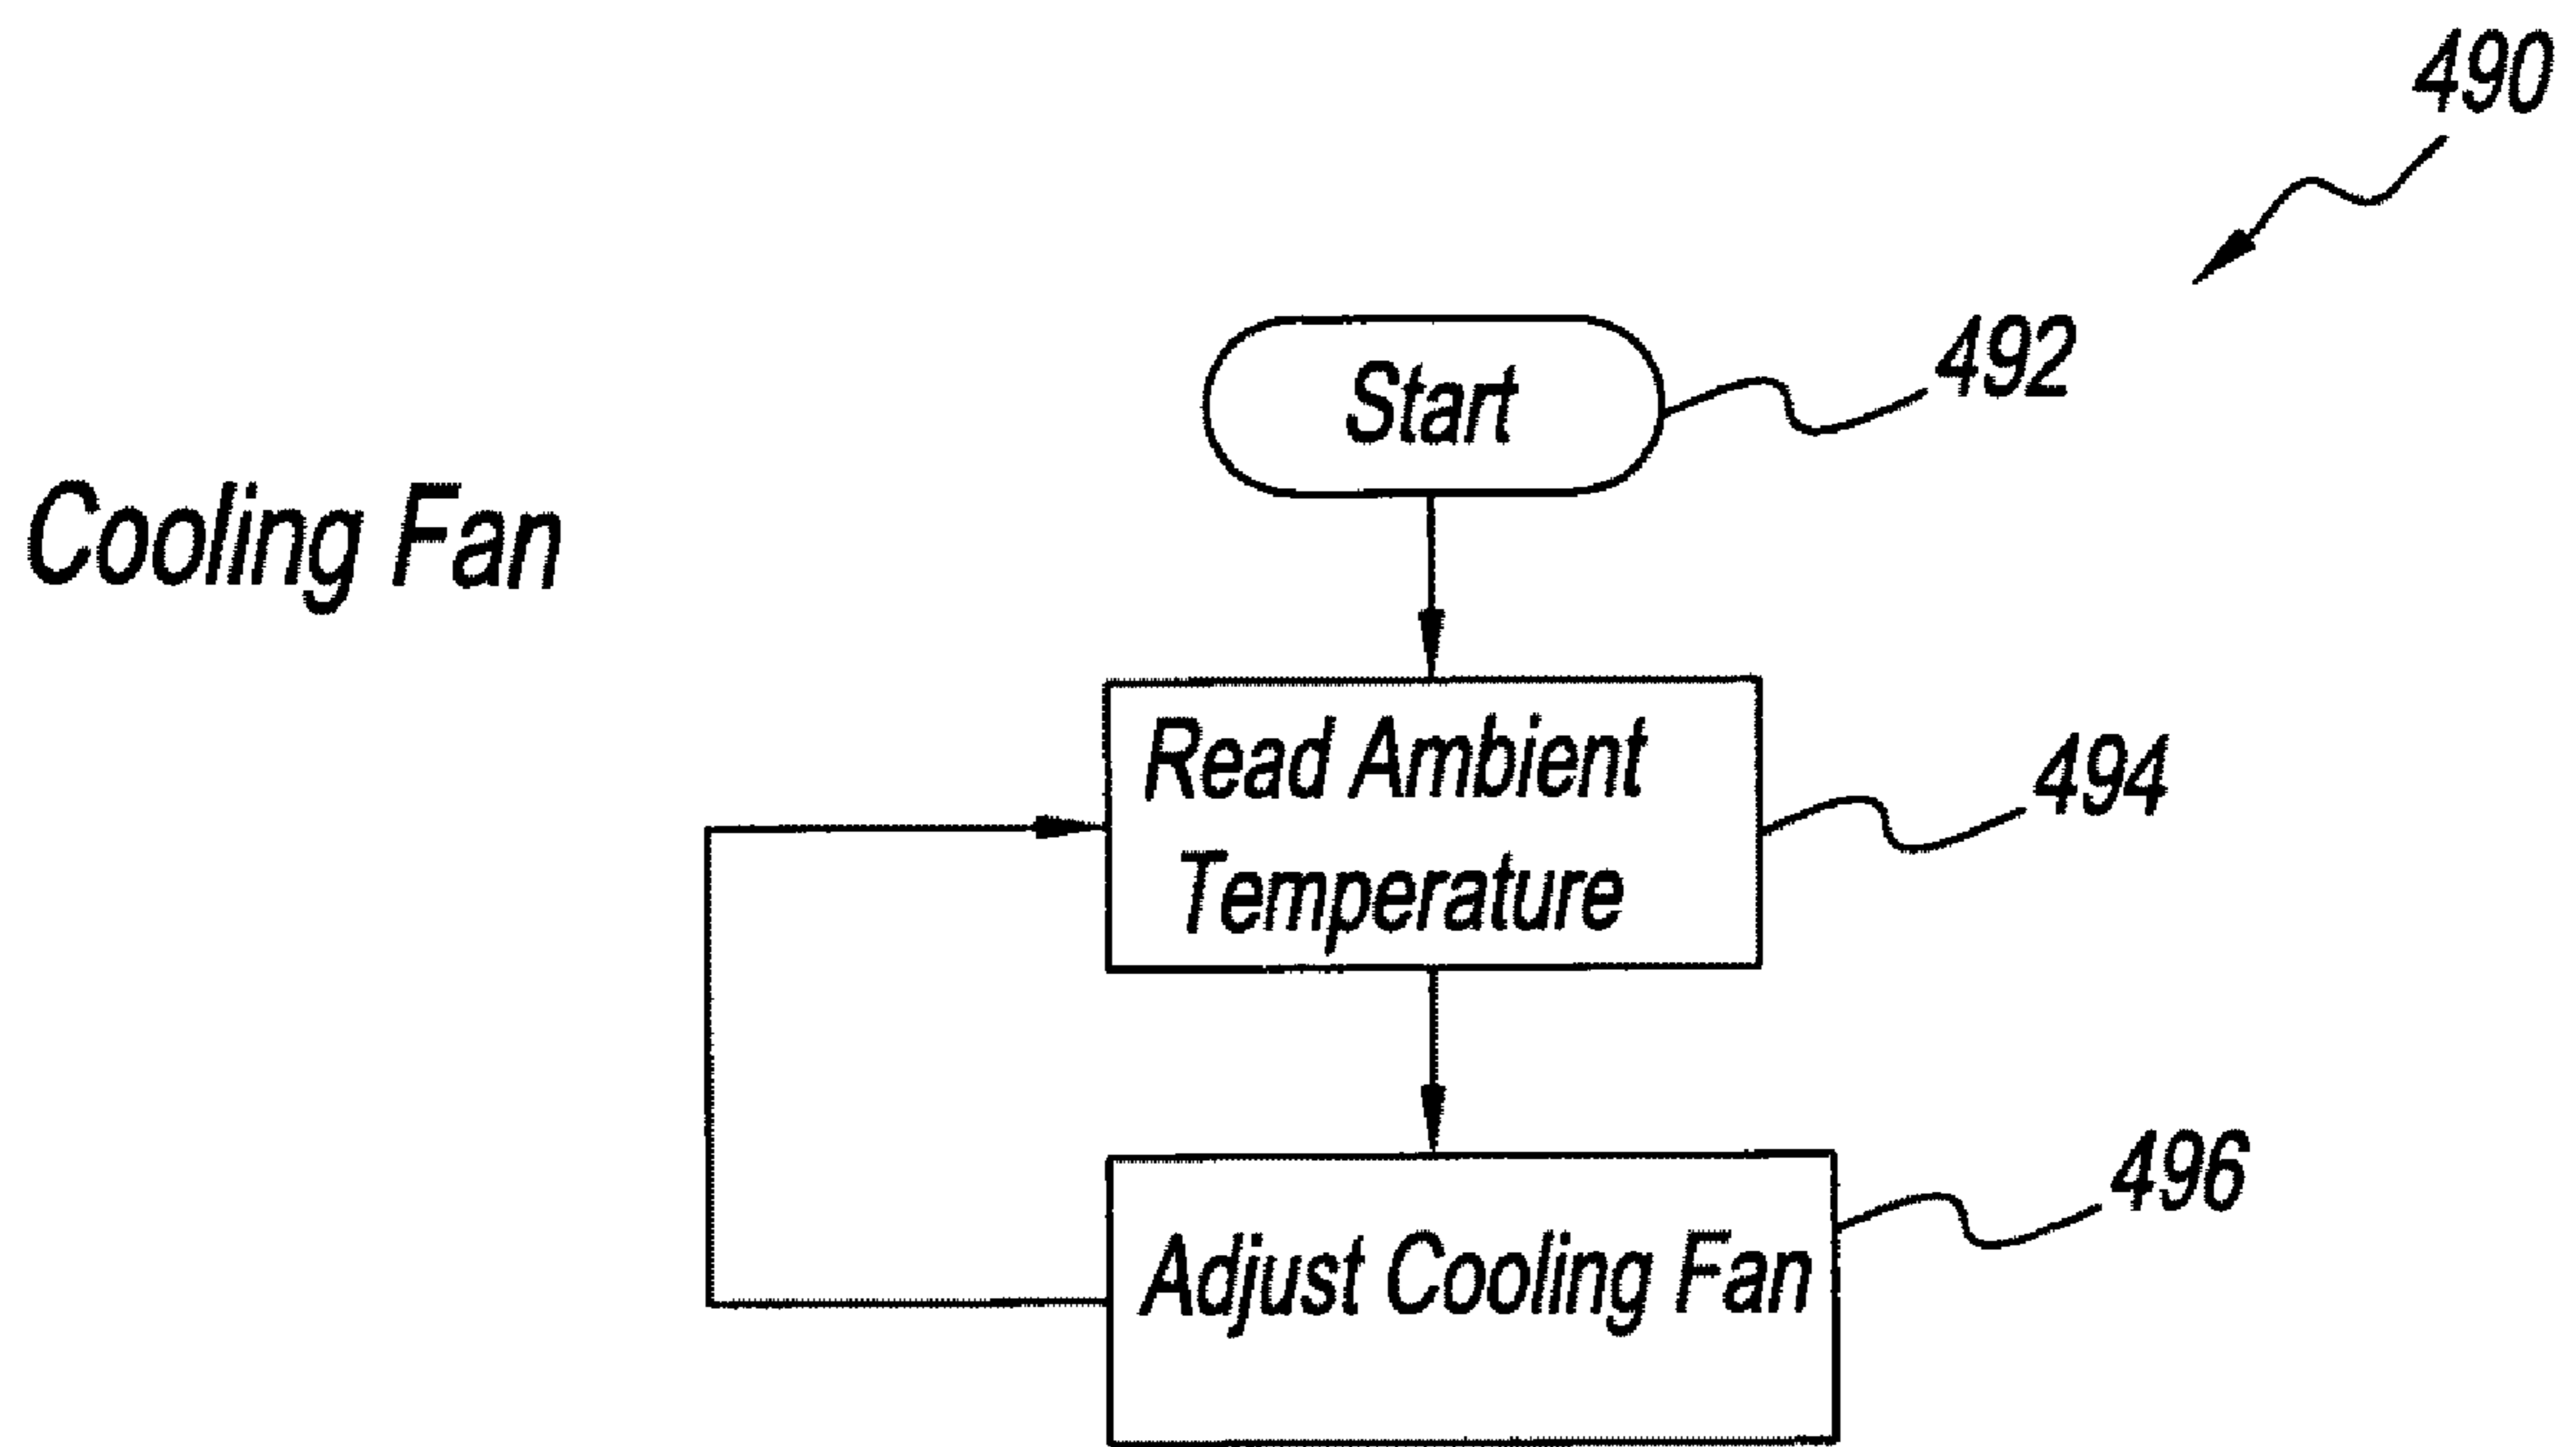 490
Start
492
Cooling Fan
Read Ambient
Temperature
494
Adjust Cooling Fan
496